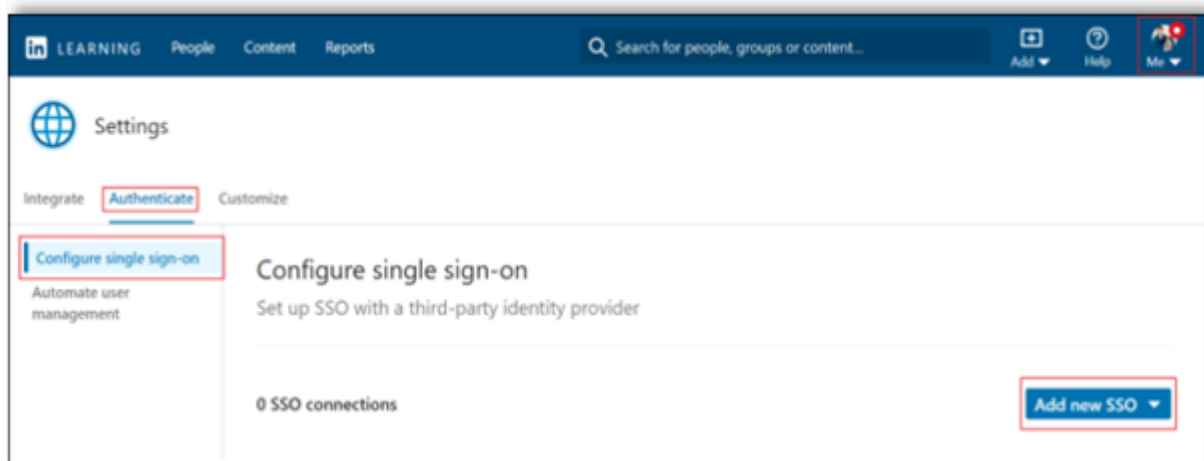 in LEARNING People Content Reports Search for people, groups or content... Add Help Me
Settings
Integrate Authenticate Customize
Configure single sign-on
Automate user
management
Configure single sign-on
Set up SSO with a third-party identity provider
0 SSO connections Add new SSO